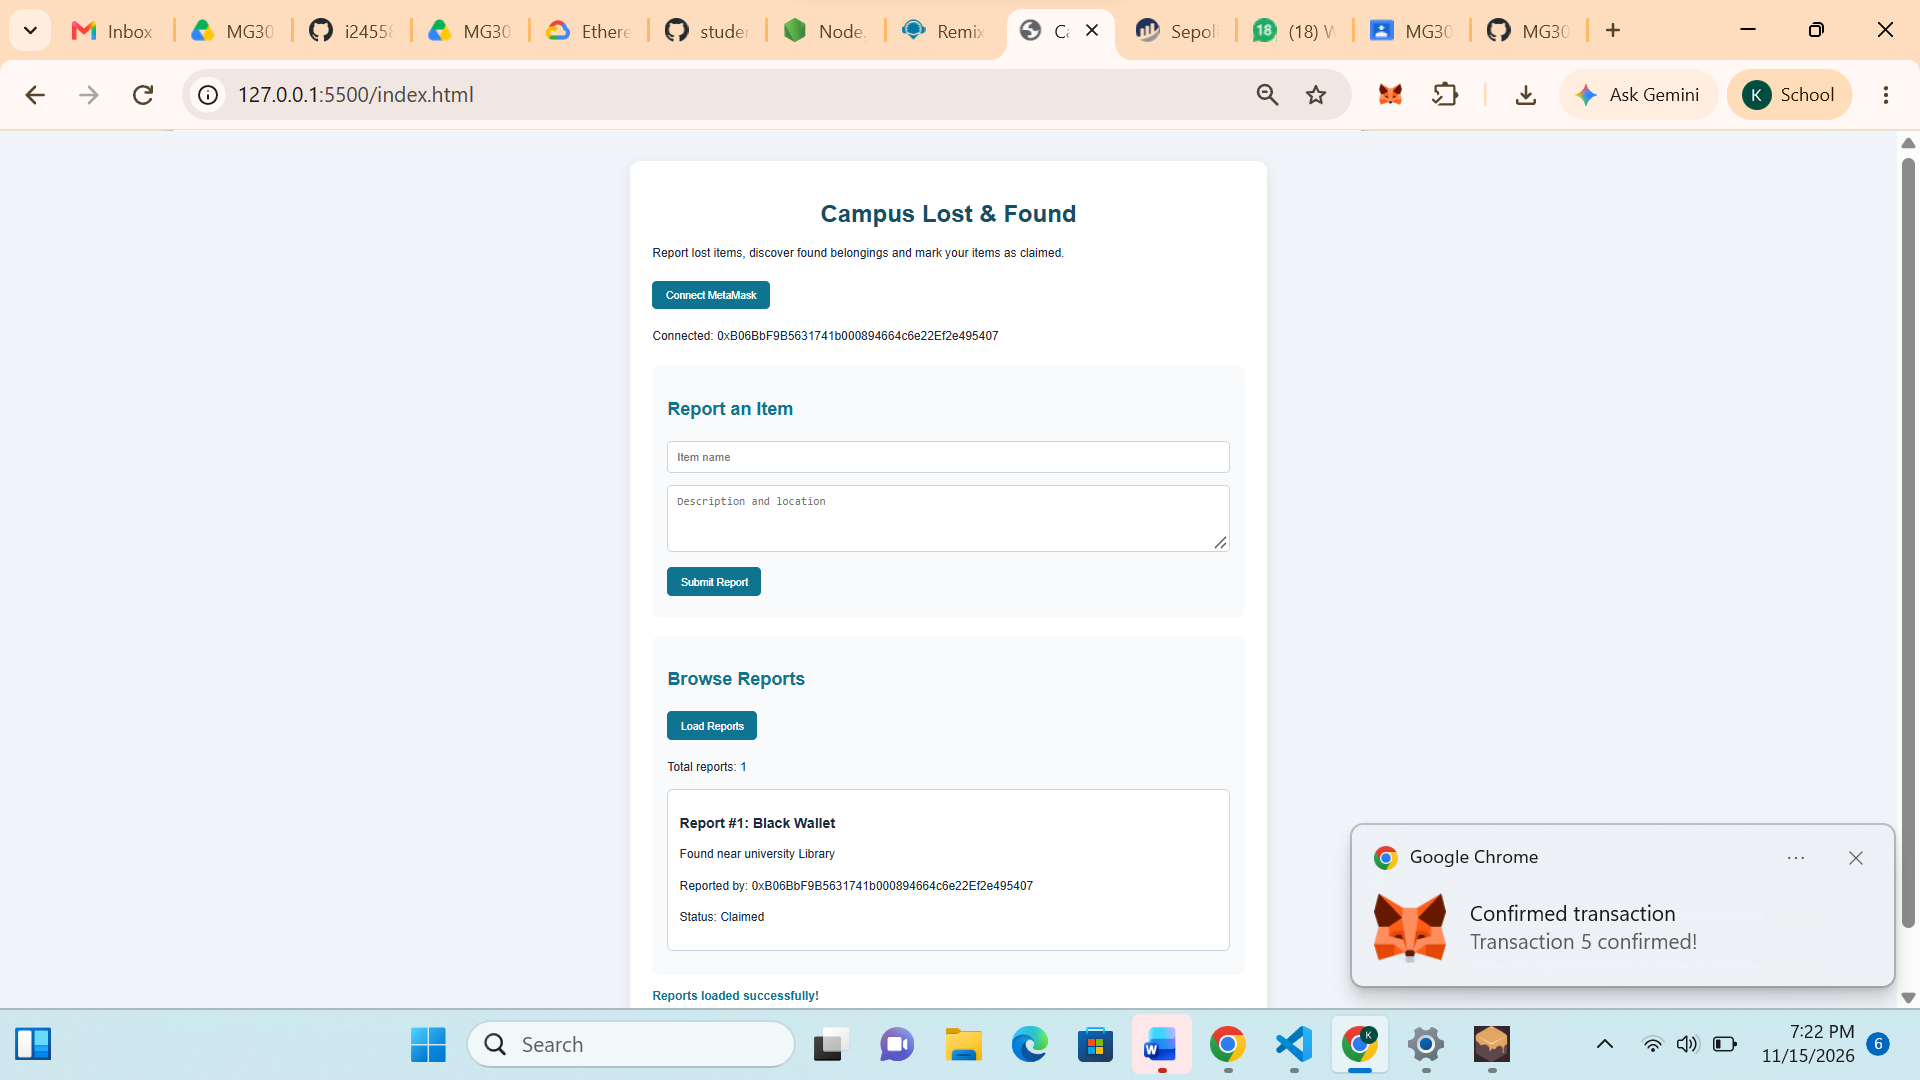 Inbox
MG30
i2455
MG30
Ethere
studer
Node.
Remix
Ca
Sepol
(18) W
MG30
MG30
127.0.0.1:5500/index.html
Ask Gemini
K
School
Campus Lost & Found
Report lost items, discover found belongings and mark your items as claimed.
Connect MetaMask
Connected: 0xB06BbF9B5631741b000894664c6e22Ef2e495407
Report an Item
Item name
Description and location
Submit Report
Browse Reports
Load Reports
Total reports: 1
Report #1: Black Wallet
Found near university Library
Reported by: 0xB06BbF9B5631741b000894664c6e22Ef2e495407
Status: Claimed
Reports loaded successfully!
Google Chrome
Confirmed transaction
Transaction 5 confirmed!
Search
7:22 PM
11/15/2026
6